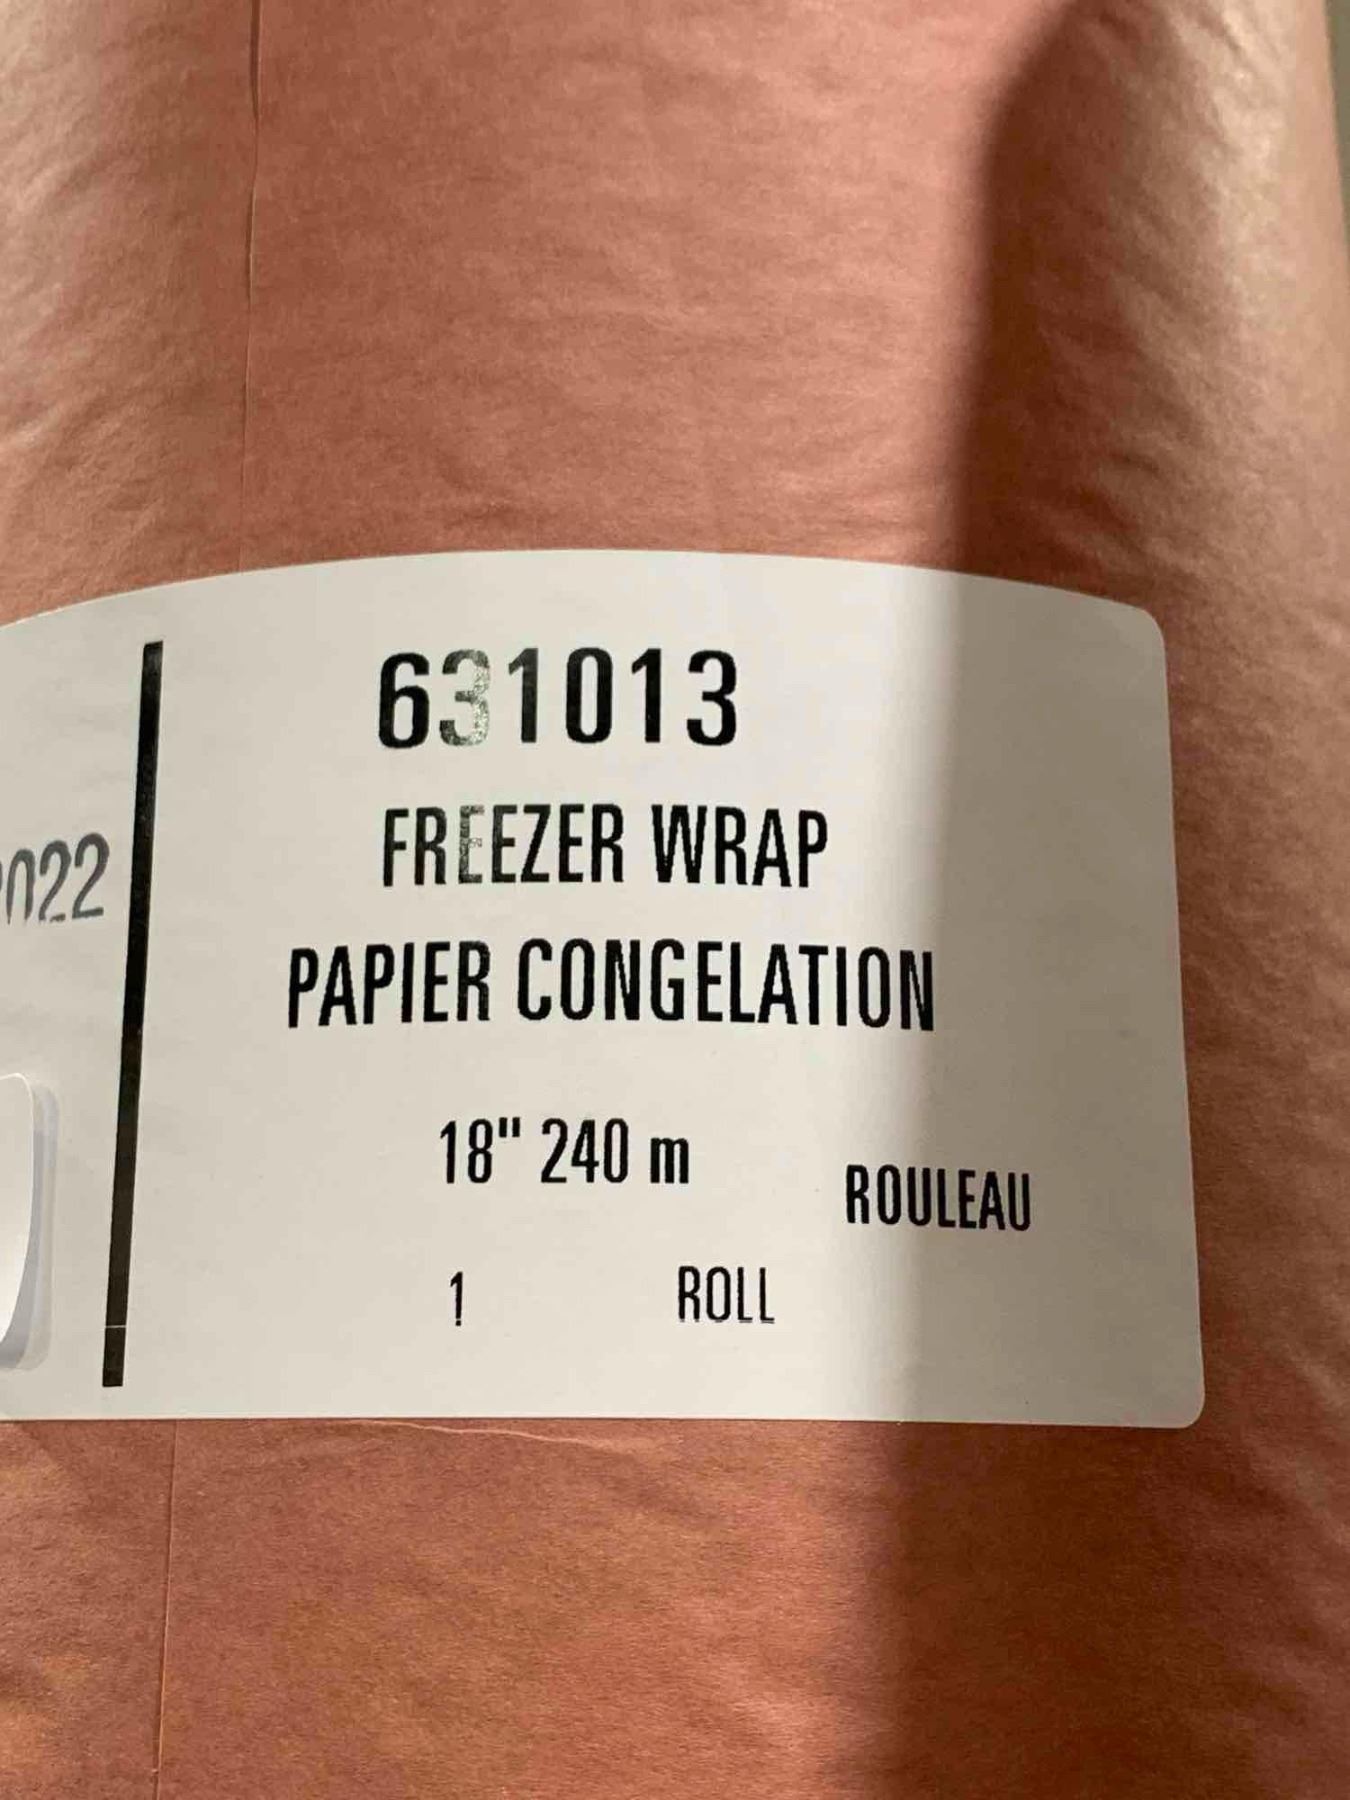 631013
FREEZER WRAP
PAPIER CONGELATION
18" 240 m
ROULEAU
1 ROLL